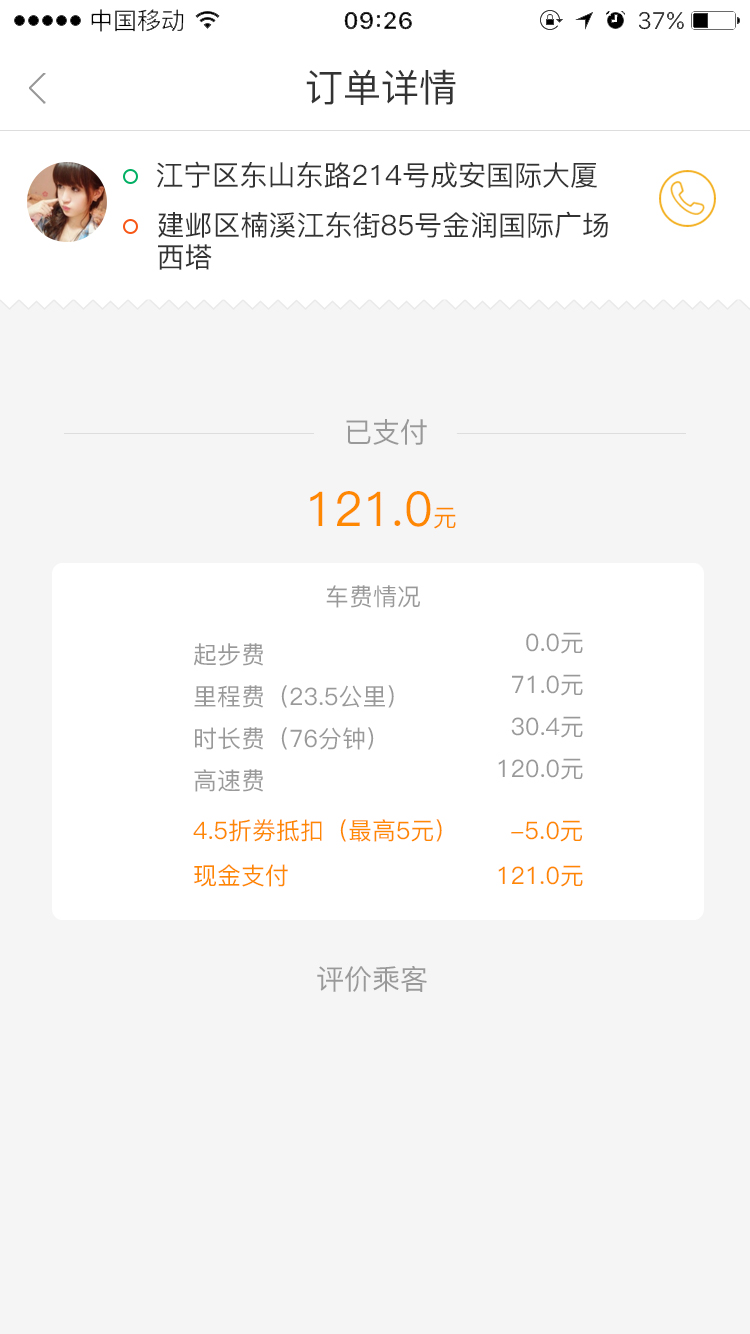 中国移动 09:26 37%
订单详情
江宁区东山东路214号成安国际大厦
建邺区楠溪江东街85号金润国际广场
西塔
已支付
121.0元
车费情况
起步费 0.0元
里程费（23.5公里） 71.0元
时长费（76分钟） 30.4元
高速费 120.0元
4.5折券抵扣（最高5元） -5.0元
现金支付 121.0元
评价乘客